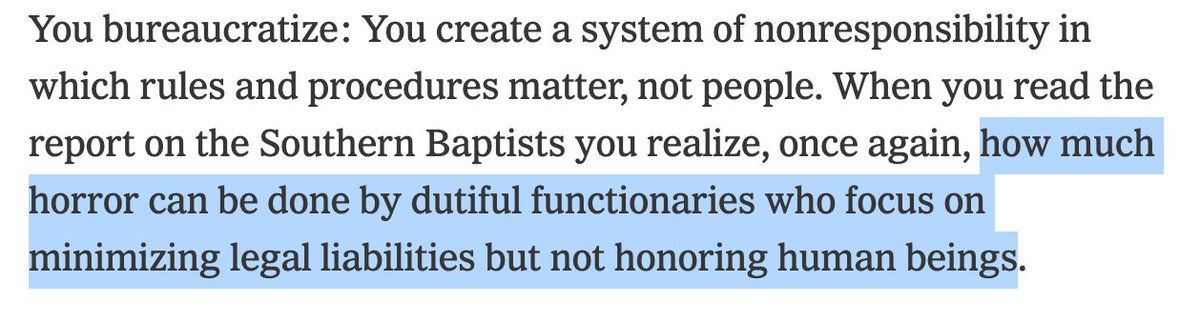 You bureaucratize: You create a system of nonresponsibility in
which rules and procedures matter, not people. When you read the
report on the Southern Baptists you realize, once again, how much
horror can be done by dutiful functionaries who focus on
minimizing legal liabilities but not honoring human beings.